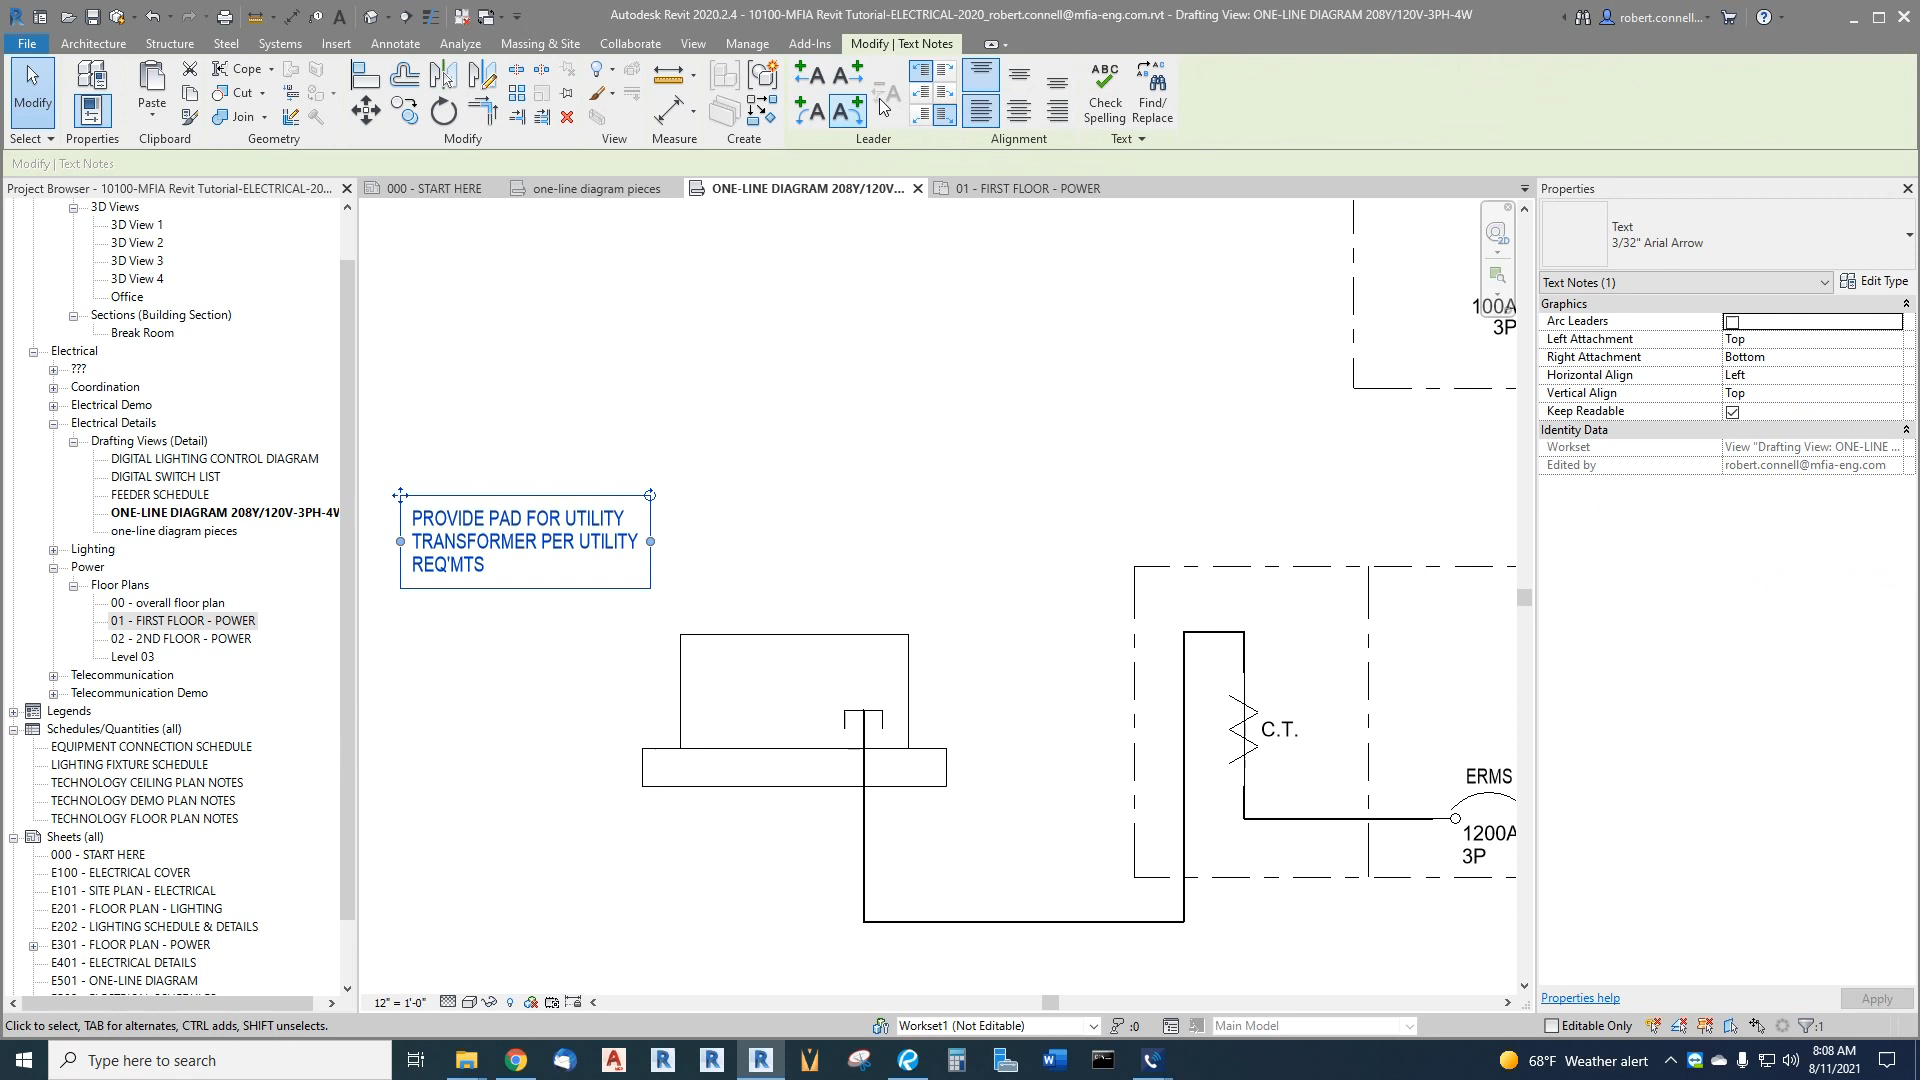 Autodesk Revit 2020.2.4 - 10100-MFIA Revit Tutorial-ELECTRICAL-2020_robert.connell@mfia-eng.com.rvt - Drafting View: ONE-LINE DIAGRAM 208Y/120V-3PH-4W
robert.connell...
File Architecture Structure Steel Systems Insert Annotate Analyze Massing & Site Collaborate View Manage Add-Ins Modify | Text Notes
Modify
Paste
Cope
Cut
Join
Check Spelling
Find/ Replace
Select Properties Clipboard Geometry Modify View Measure Create Leader Alignment Text
Modify | Text Notes
Project Browser - 10100-MFIA Revit Tutorial-ELECTRICAL-20...
000 - START HERE
one-line diagram pieces
ONE-LINE DIAGRAM 208Y/120V...
01 - FIRST FLOOR - POWER
3D Views
3D View 1
3D View 2
3D View 3
3D View 4
Office
Sections (Building Section)
Break Room
Electrical
???
Coordination
Electrical Demo
Electrical Details
Drafting Views (Detail)
DIGITAL LIGHTING CONTROL DIAGRAM
DIGITAL SWITCH LIST
FEEDER SCHEDULE
ONE-LINE DIAGRAM 208Y/120V-3PH-4W
one-line diagram pieces
Lighting
Power
Floor Plans
00 - overall floor plan
01 - FIRST FLOOR - POWER
02 - 2ND FLOOR - POWER
Level 03
Telecommunication
Telecommunication Demo
Legends
Schedules/Quantities (all)
EQUIPMENT CONNECTION SCHEDULE
LIGHTING FIXTURE SCHEDULE
TECHNOLOGY CEILING PLAN NOTES
TECHNOLOGY DEMO PLAN NOTES
TECHNOLOGY FLOOR PLAN NOTES
Sheets (all)
000 - START HERE
E100 - ELECTRICAL COVER
E101 - SITE PLAN - ELECTRICAL
E201 - FLOOR PLAN - LIGHTING
E202 - LIGHTING SCHEDULE & DETAILS
E301 - FLOOR PLAN - POWER
E401 - ELECTRICAL DETAILS
E501 - ONE-LINE DIAGRAM
100A
3P
PROVIDE PAD FOR UTILITY
TRANSFORMER PER UTILITY
REQ'MTS
C.T.
ERMS
1200A
3P
12" = 1'-0"
Properties
Text
3/32" Arial Arrow
Text Notes (1)
Edit Type
Graphics
Arc Leaders
Left Attachment Top
Right Attachment Bottom
Horizontal Align Left
Vertical Align Top
Keep Readable
Identity Data
Workset View "Drafting View: ONE-LINE ...
Edited by robert.connell@mfia-eng.com
Properties help
Apply
Click to select, TAB for alternates, CTRL adds, SHIFT unselects.
Workset1 (Not Editable)
:0
Main Model
Editable Only
:1
Type here to search
68°F Weather alert
8:08 AM
8/11/2021